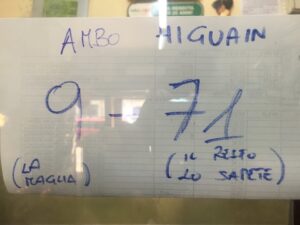 AMBO HIGUAIN
9 - 71
(LA MAGLIA)
(IL RESTO LO SAPETE)